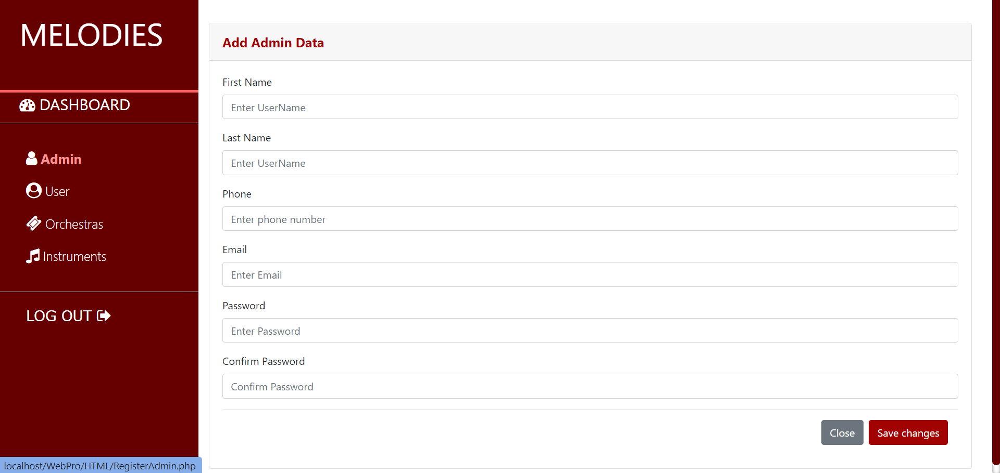 MELODIES
DASHBOARD
Admin
User
Orchestras
Instruments
LOG OUT
Add Admin Data
First Name
Enter UserName
Last Name
Enter UserName
Phone
Enter phone number
Email
Enter Email
Password
Enter Password
Confirm Password
Confirm Password
Close
Save changes
localhost/WebPro/HTML/RegisterAdmin.php